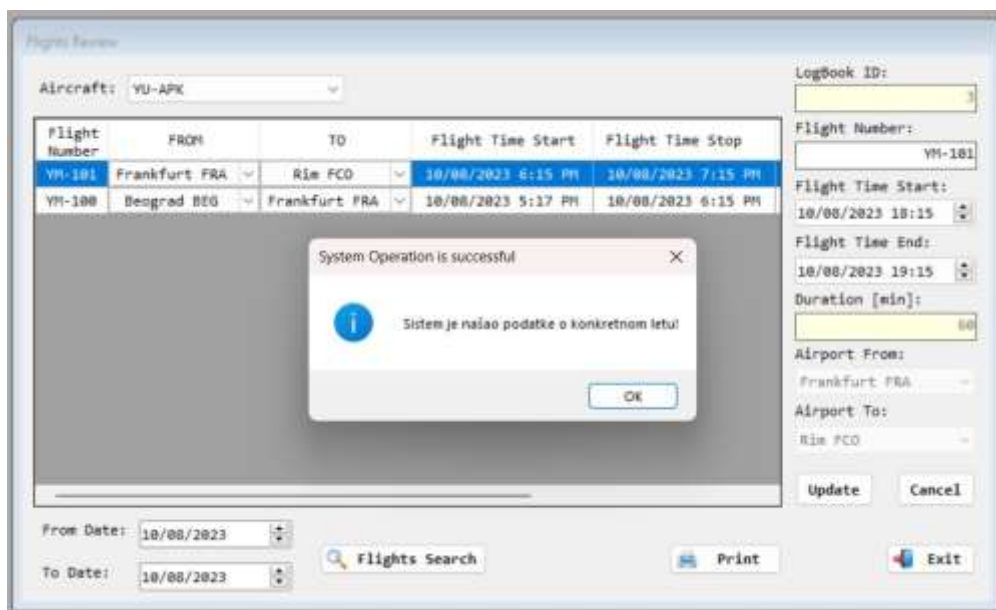 Flights Review
Aircraft: YU-APK
Flight Number FROM TO Flight Time Start Flight Time Stop
YM-101 Frankfurt FRA Rim FCO 10/08/2023 6:15 PM 10/08/2023 7:15 PM
YM-100 Beograd BEG Frankfurt FRA 10/08/2023 5:17 PM 10/08/2023 6:15 PM
System Operation is successful
Sistem je našao podatke o konkretnom letu!
OK
LogBook ID:
3
Flight Number:
YM-101
Flight Time Start:
10/08/2023 18:15
Flight Time End:
10/08/2023 19:15
Duration [min]:
60
Airport From:
Frankfurt FRA
Airport To:
Rim FCO
Update Cancel
From Date: 10/08/2023
To Date: 10/08/2023
Flights Search
Print
Exit